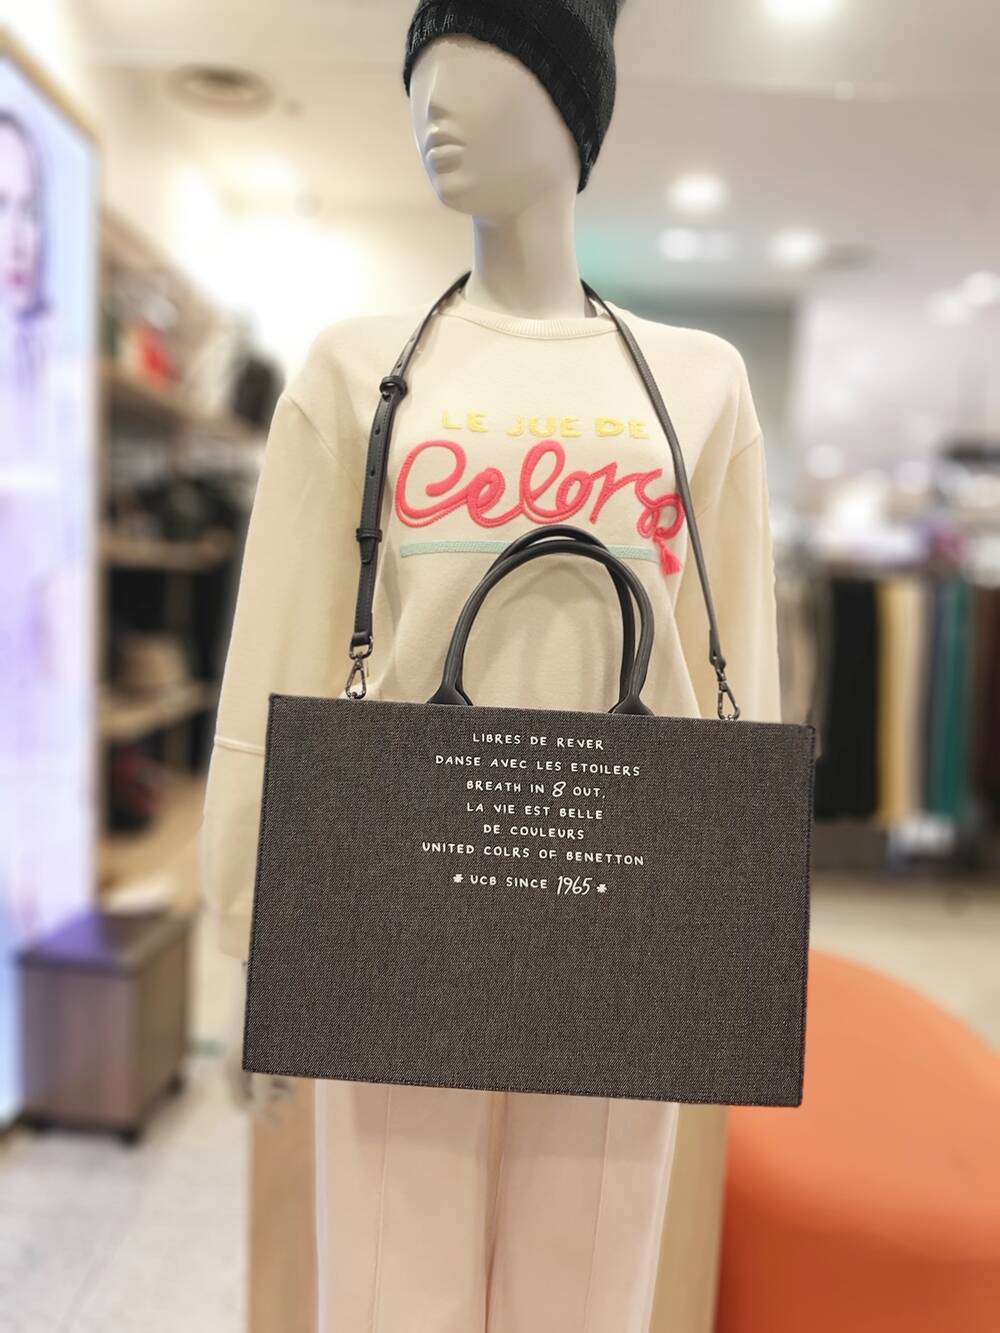 LE JUE DE
Celors
LIBRES DE REVER
DANSE AVEC LES ETOILERS
BREATH IN 8 OUT,
LA VIE EST BELLE
DE COULEURS
UNITED COLRS OF BENETTON
* UCB SINCE 1965 *